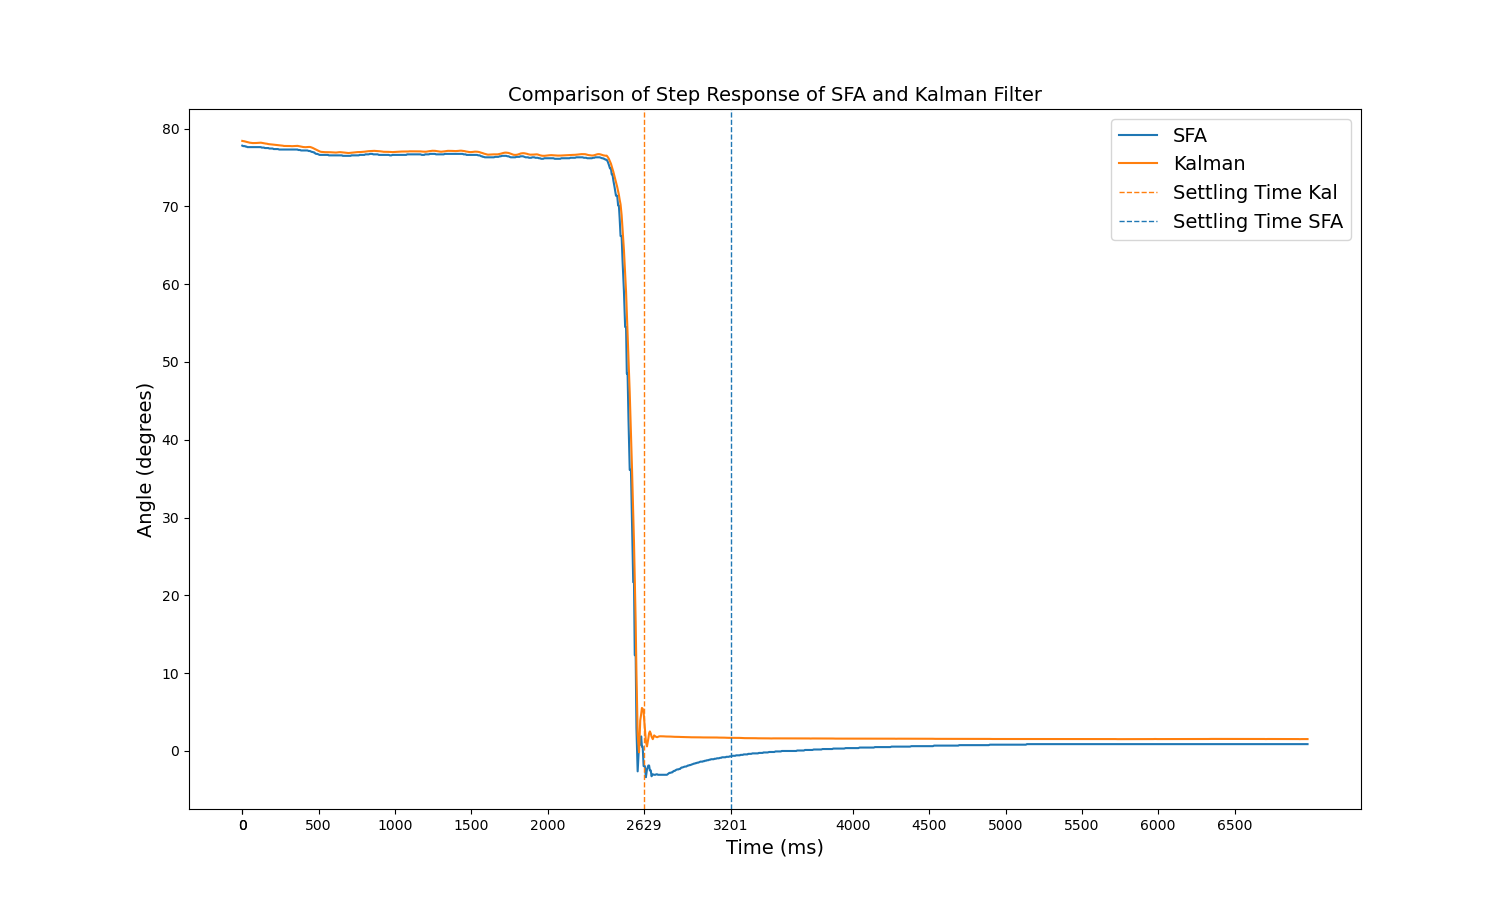 Comparison of Step Response of SFA and Kalman Filter
SFA
Kalman
Settling Time Kal
Settling Time SFA
80
70
60
50
40
30
20
10
0
Angle (degrees)
0 500 1000 1500 2000 2629 3201 4000 4500 5000 5500 6000 6500
Time (ms)